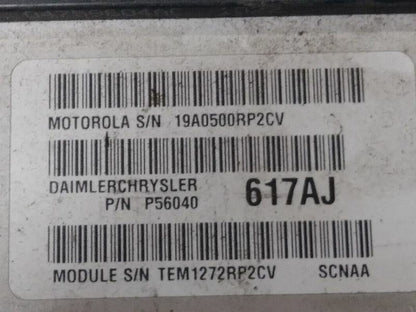 MOTOROLA S/N 19A0500RP2CV
DAIMLERCHRYSLER 617AJ
P/N P56040
MODULE S/N TEM1272RP2CV SCNAA